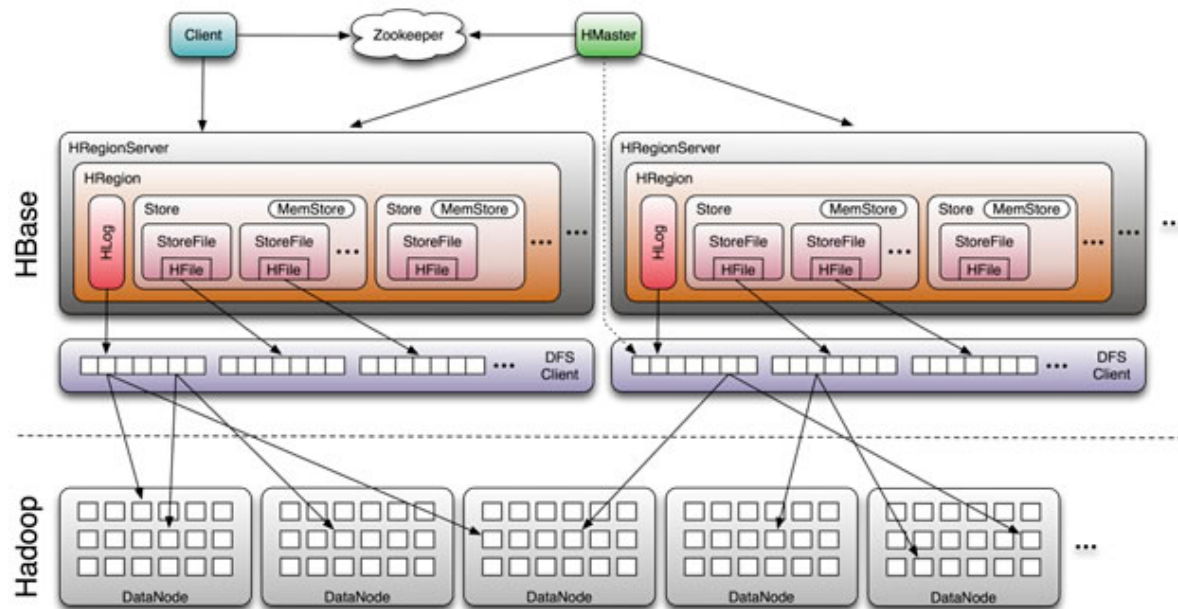 Client
Zookeeper
HMaster
HBase
HRegionServer
HRegion
HLog
Store
MemStore
StoreFile
HFile
StoreFile
HFile
...
Store
MemStore
StoreFile
HFile
...
...
HRegionServer
HRegion
HLog
Store
MemStore
StoreFile
HFile
StoreFile
HFile
...
Store
MemStore
StoreFile
HFile
...
...
...
...
DFS
Client
...
DFS
Client
Hadoop
DataNode
DataNode
DataNode
DataNode
DataNode
...